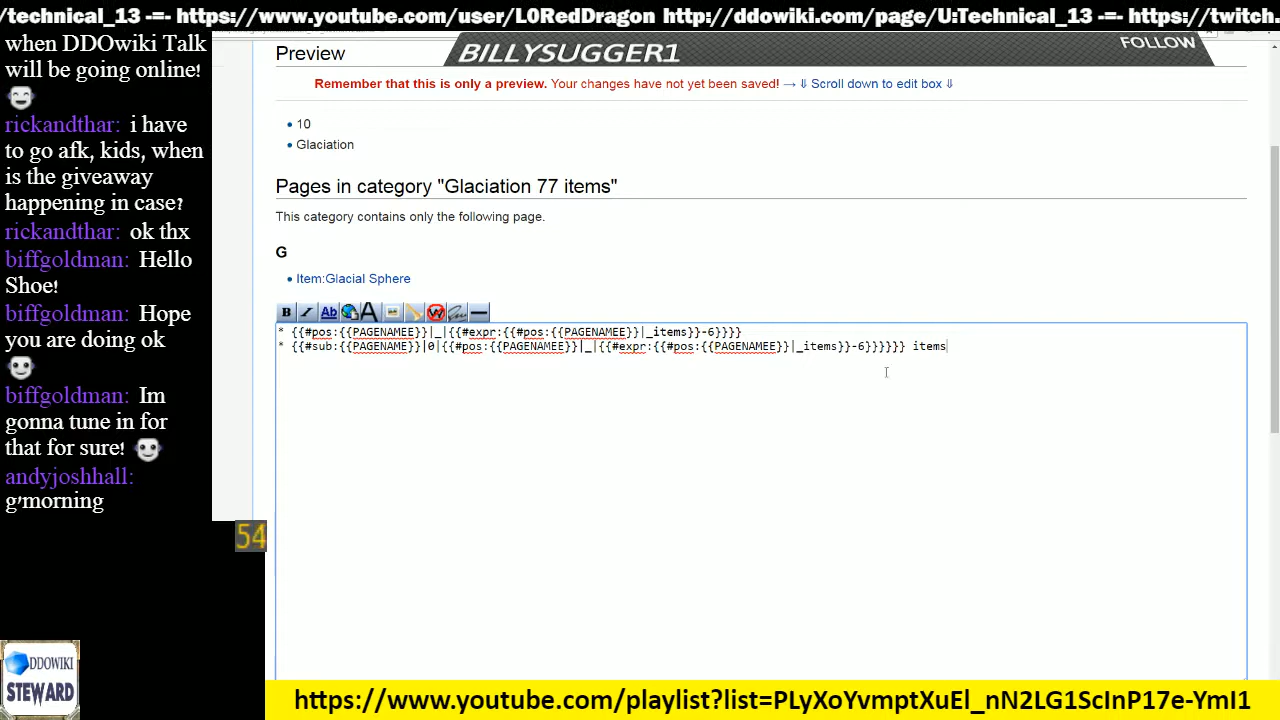 /technical_13 -=- https://www.youtube.com/user/L0RedDragon http://ddowiki.com/page/U:Technical_13 -=- https://twitch.
when DDOwiki Talk
will be going online!
rickandthar: i have
to go afk, kids, when
is the giveaway
happening in case?
rickandthar: ok thx
biffgoldman: Hello
Shoe!
biffgoldman: Hope
you are doing ok
biffgoldman: Im
gonna tune in for
that for sure!
andyjoshhall:
g'morning
54
DDOWIKI
STEWARD
BILLYSUGGER1
FOLLOW
Preview
Remember that this is only a preview. Your changes have not yet been saved! → ⇓ Scroll down to edit box ⇓
• 10
• Glaciation
Pages in category "Glaciation 77 items"
This category contains only the following page.
G
• Item:Glacial Sphere
* {{#pos:{{PAGENAMEE}}|_|{{#expr:{{#pos:{{PAGENAMEE}}|_items}}-6}}}}
* {{#sub:{{PAGENAME}}|0|{{#pos:{{PAGENAMEE}}|_|{{#expr:{{#pos:{{PAGENAMEE}}|_items}}-6}}}}}} items
https://www.youtube.com/playlist?list=PLyXoYvmptXuEl_nN2LG1ScInP17e-YmI1